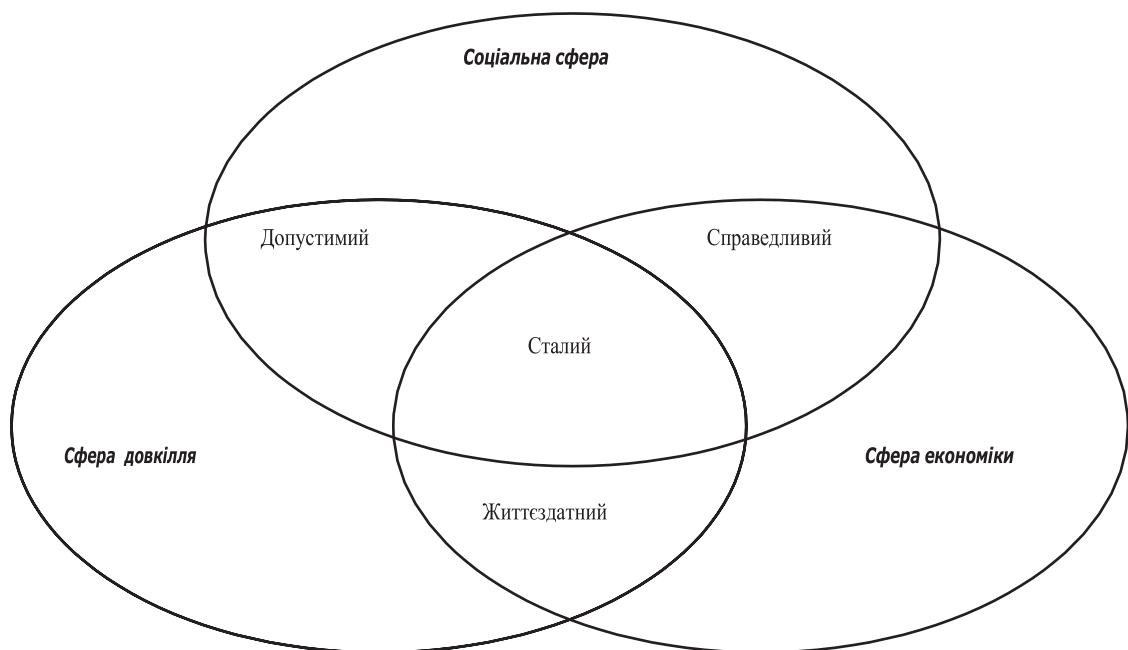 Соціальна сфера
Допустимий
Справедливий
Сталий
Сфера довкілля
Сфера економіки
Життєздатний